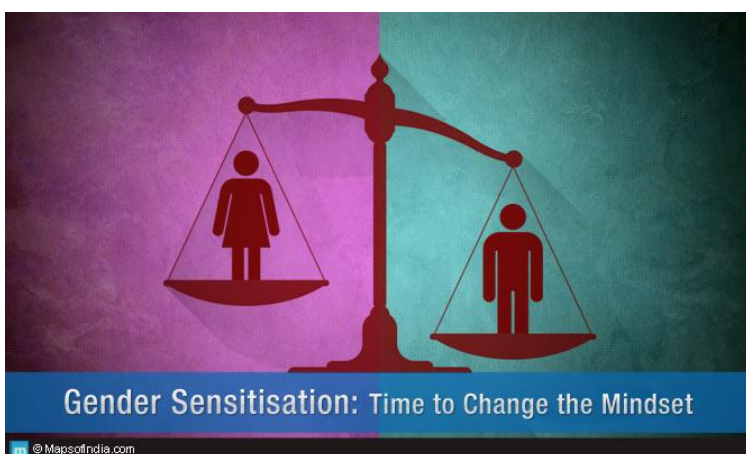 Gender Sensitisation: Time to Change the Mindset
m © MapsofIndia.com